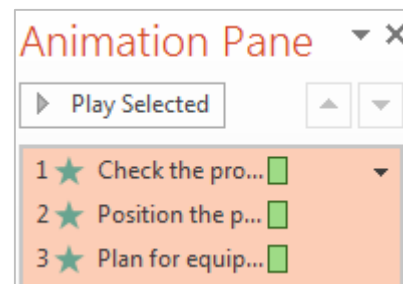 Animation Pane
Play Selected
1 Check the pro...
2 Position the p...
3 Plan for equip...